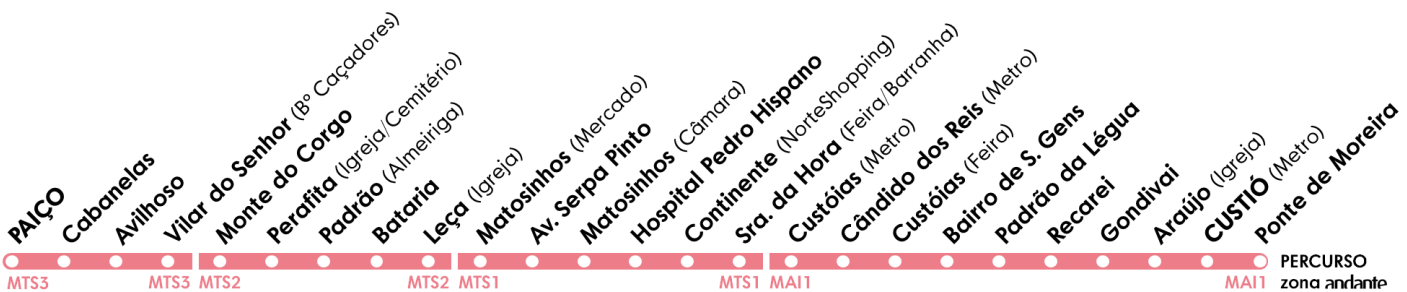 PAIÇO
Cabanelas
Avilhoso
Vilar do Senhor (Bº Caçadores)
Monte do Corgo
Perafita (Igreja/Cemitério)
Padrão (Almeiriga)
Bataria
Leça (Igreja)
Matosinhos (Mercado)
Av. Serpa Pinto
Matosinhos (Câmara)
Hospital Pedro Hispano
Continente (NorteShopping)
Sra. da Hora (Feira/Barranha)
Custóias (Metro)
Cândido dos Reis (Metro)
Custóias (Feira)
Bairro de S. Gens
Padrão da Légua
Recarei
Gondivai
Araújo (Igreja)
CUSTIÓ (Metro)
Ponte de Moreira
PERCURSO
MTS3 MTS3 MTS2 MTS2 MTS1 MTS1 MAI1 MAI1 zona andante